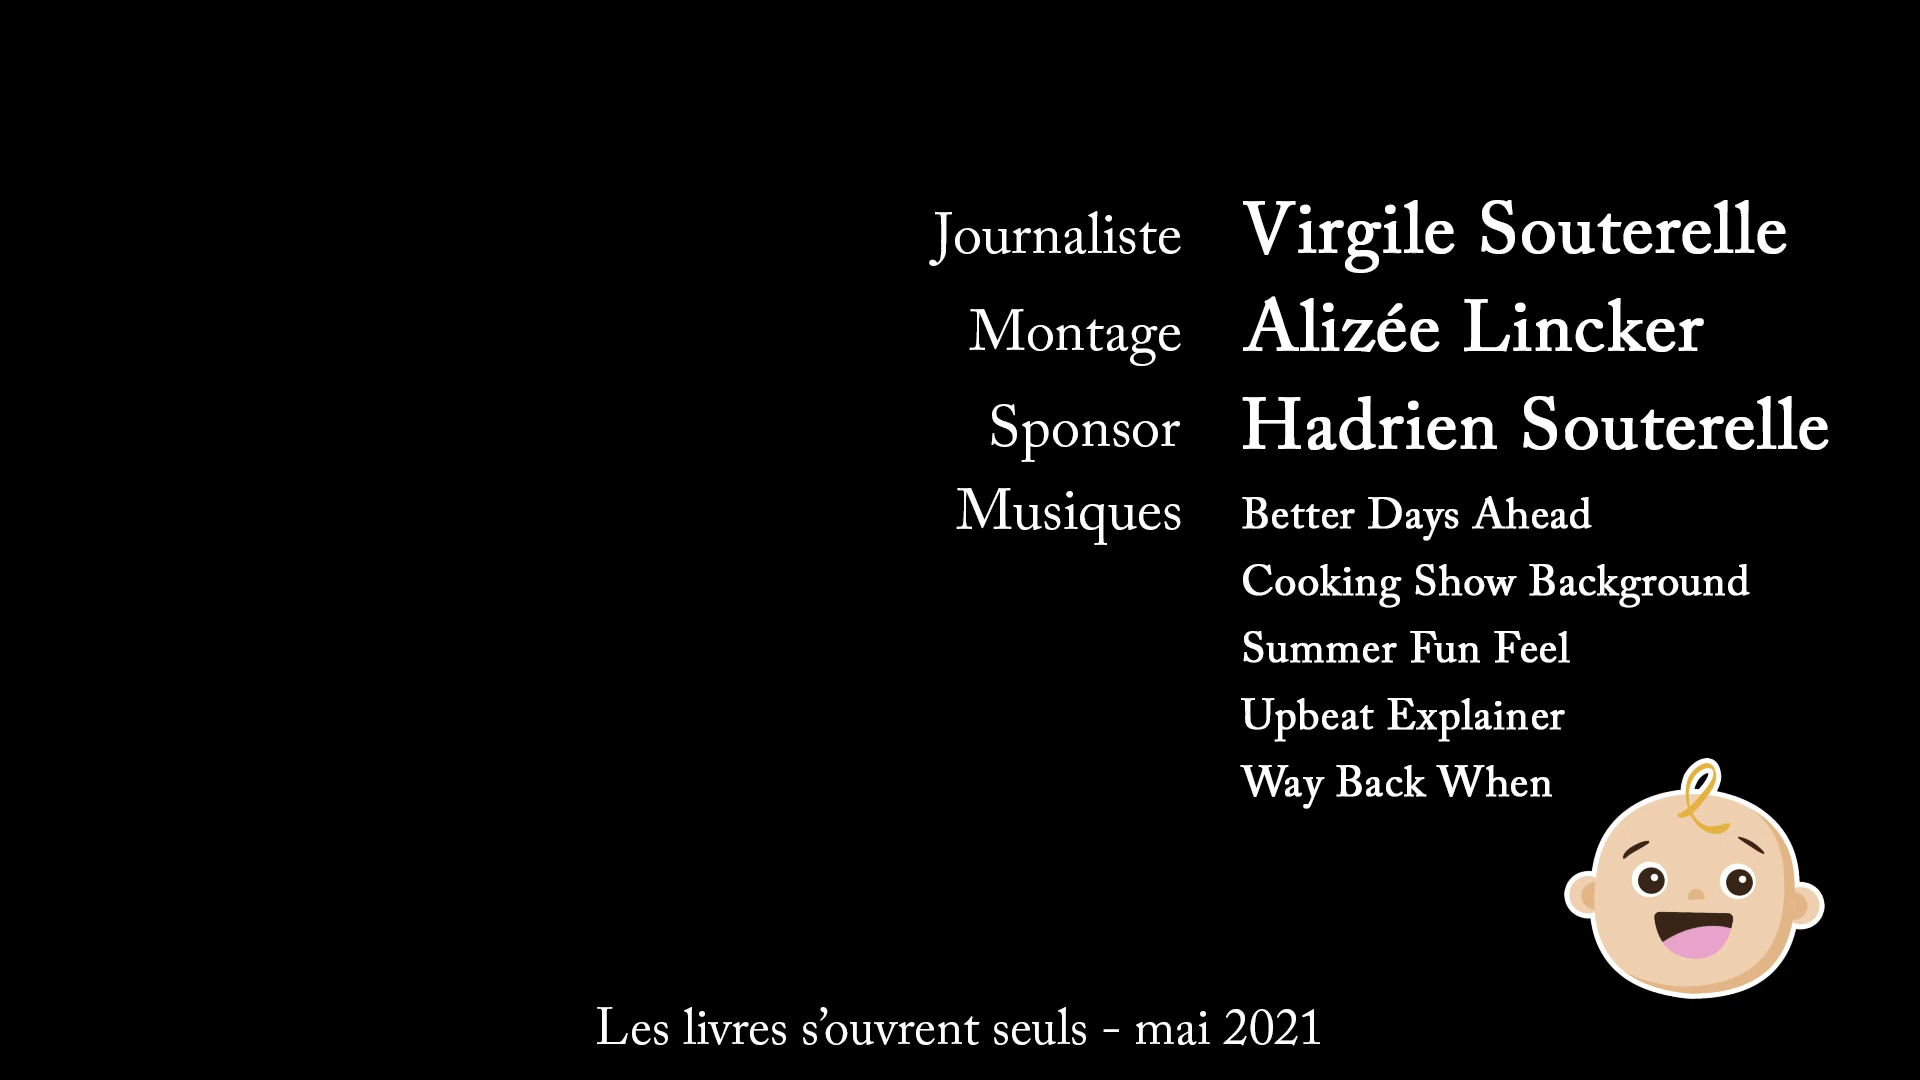 Journaliste Virgile Souterelle
Montage Alizée Lincker
Sponsor Hadrien Souterelle
Musiques Better Days Ahead
Cooking Show Background
Summer Fun Feel
Upbeat Explainer
Way Back When
Les livres s’ouvrent seuls - mai 2021